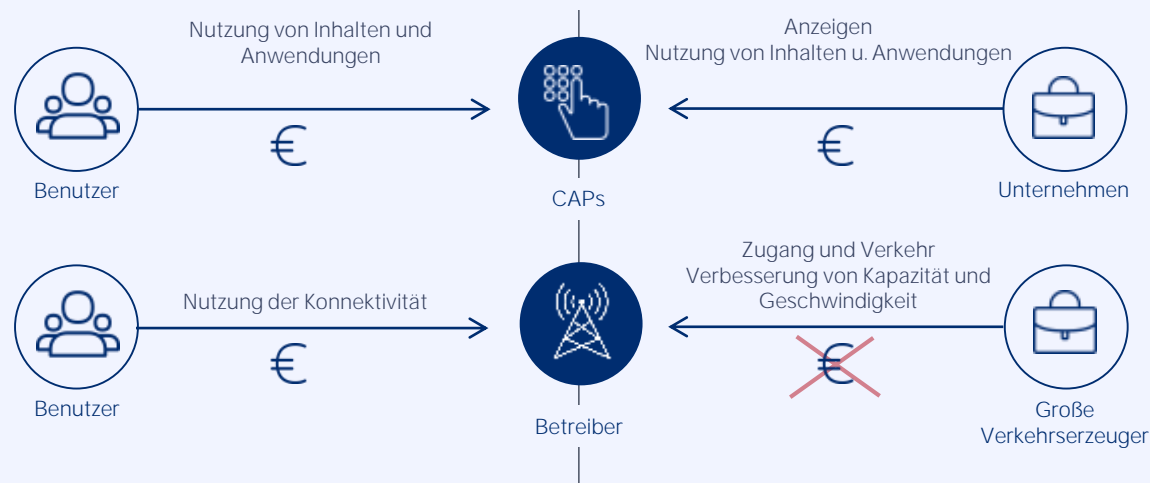 Nutzung von Inhalten und
Anwendungen
€
Benutzer
CAPs
Anzeigen
Nutzung von Inhalten u. Anwendungen
€
Unternehmen
Nutzung der Konnektivität
€
Benutzer
Betreiber
Zugang und Verkehr
Verbesserung von Kapazität und
Geschwindigkeit
€
Große
Verkehrserzeuger